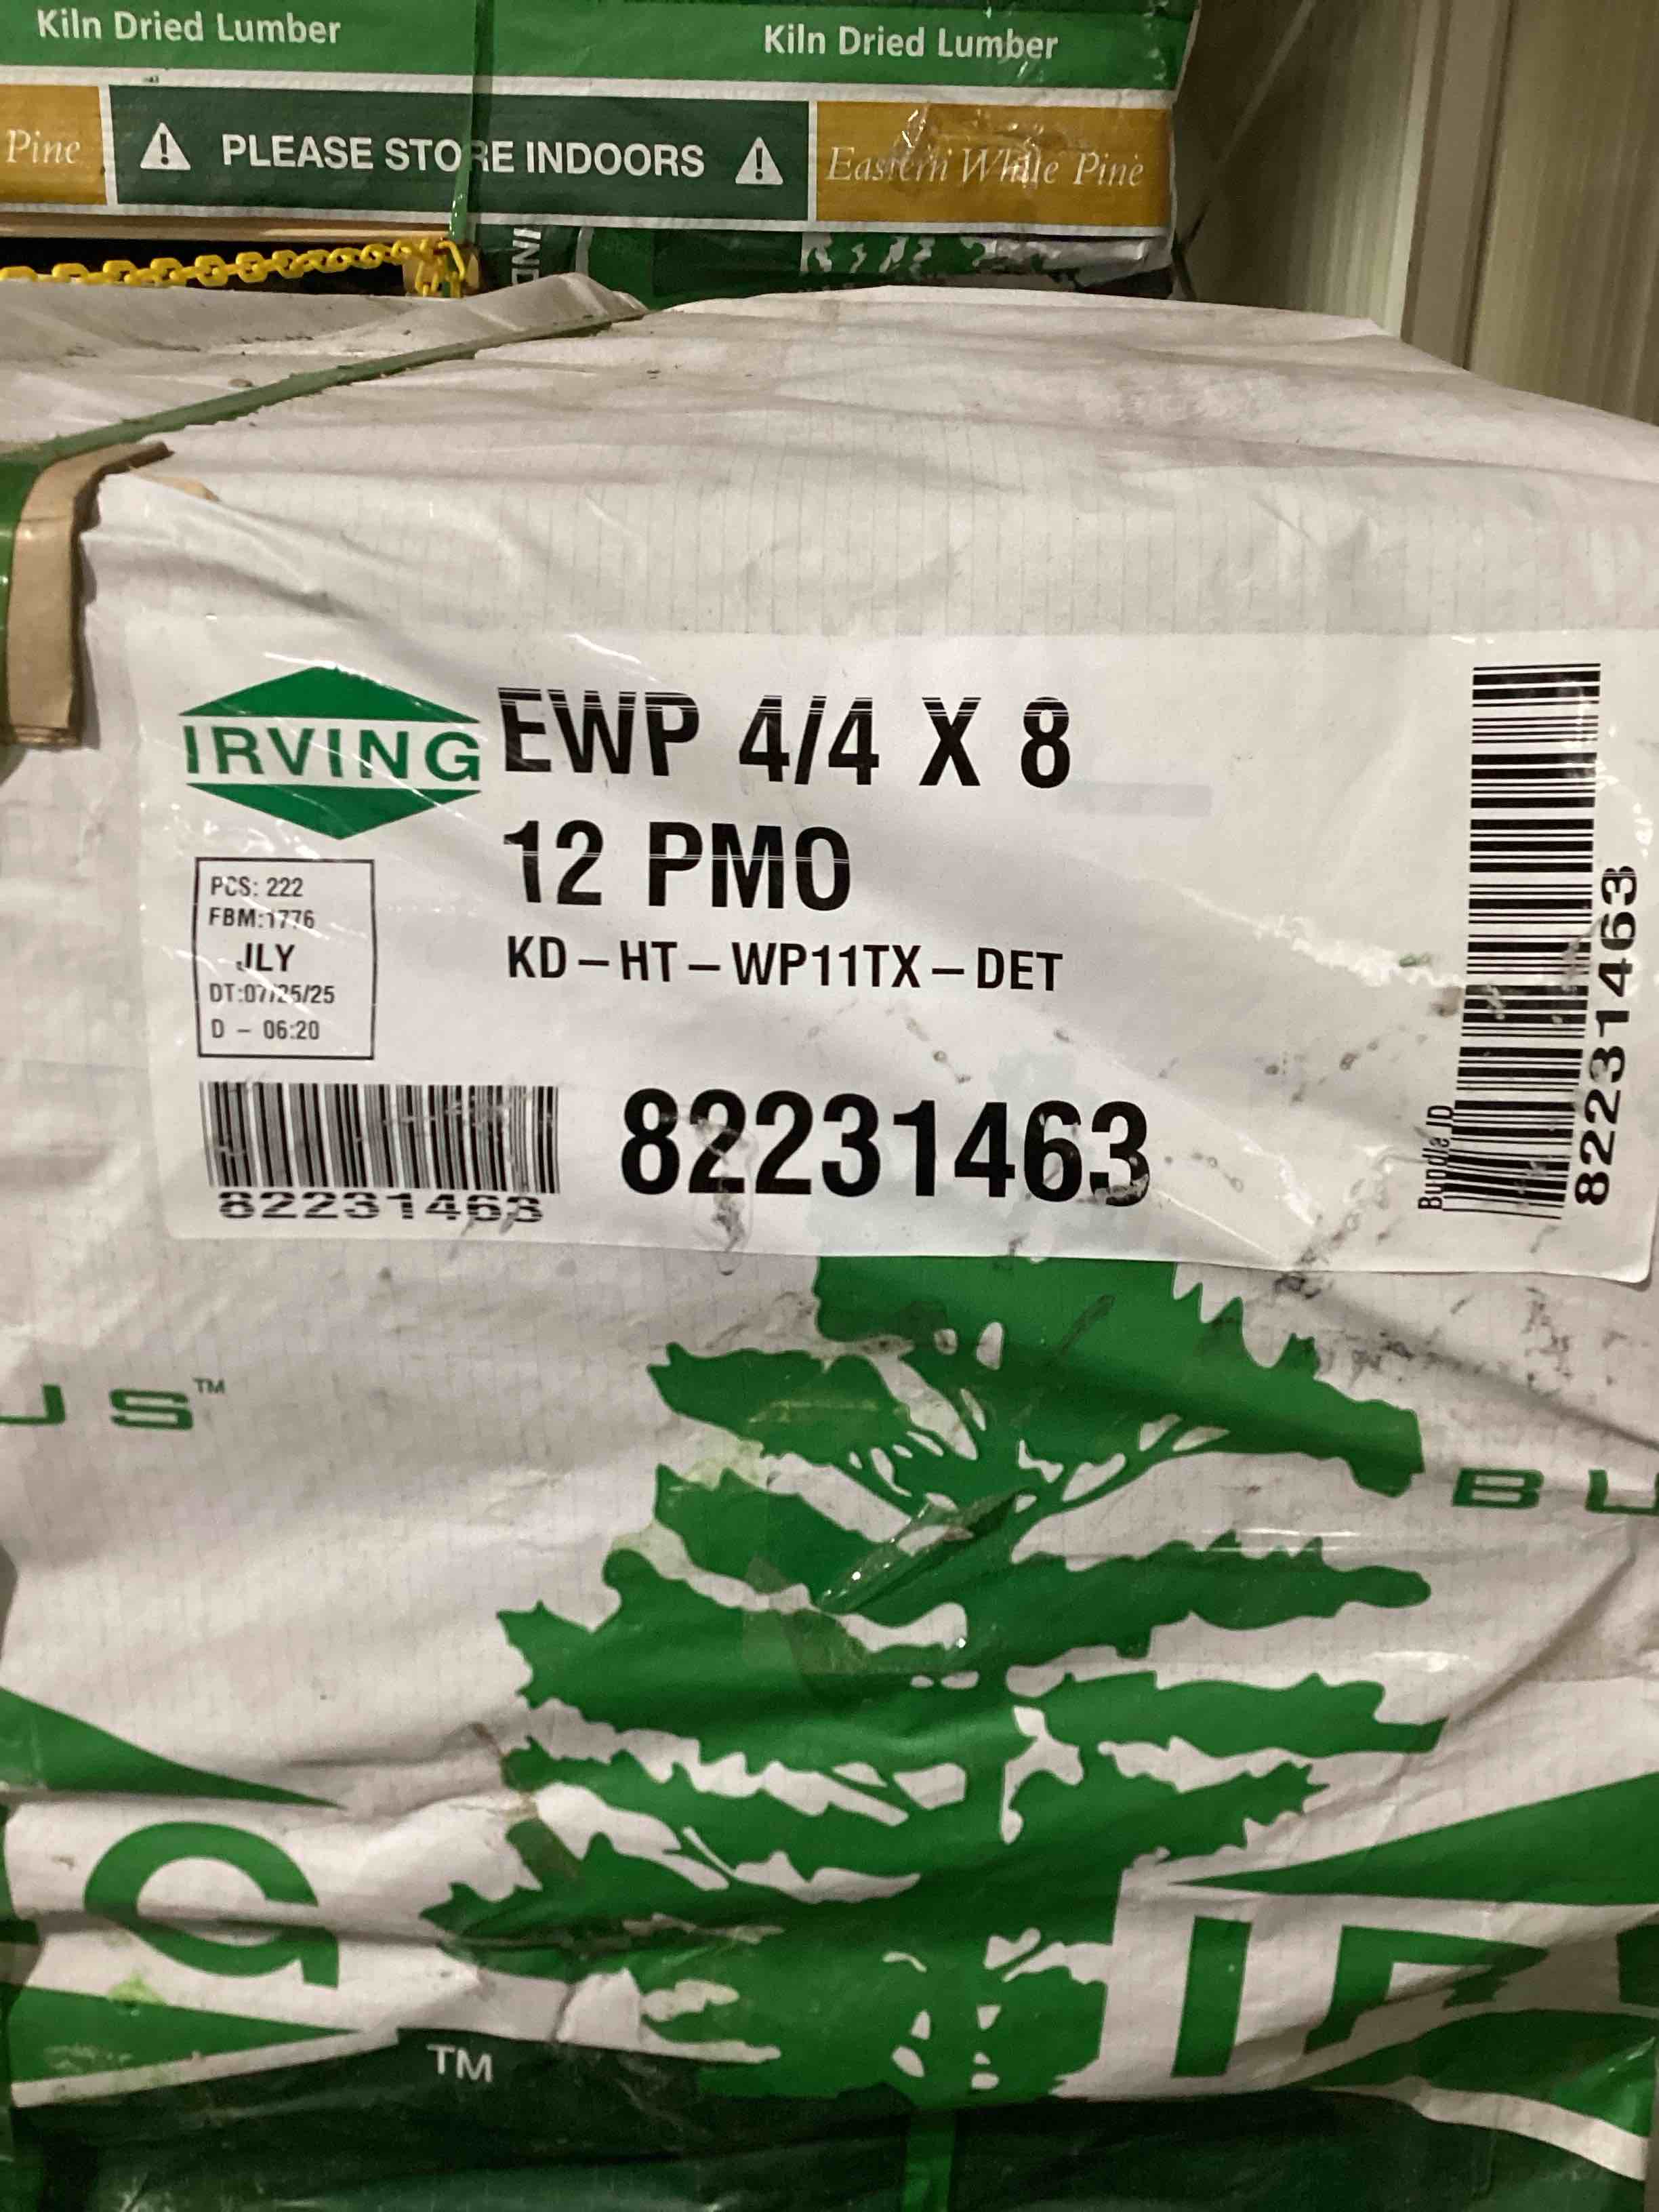 Kiln Dried Lumber
Kiln Dried Lumber
Pine
PLEASE STORE INDOORS
Eastern White Pine
IND
IRVING
EWP 4/4 X 8
12 PMO
KD-HT-WP11TX-DET
PCS: 222
FBM:1776
JLY
DT:07/25/25
D - 06:20
82231463
82231463
Bundle ID
82231463
US™
BU
G
IR
TM